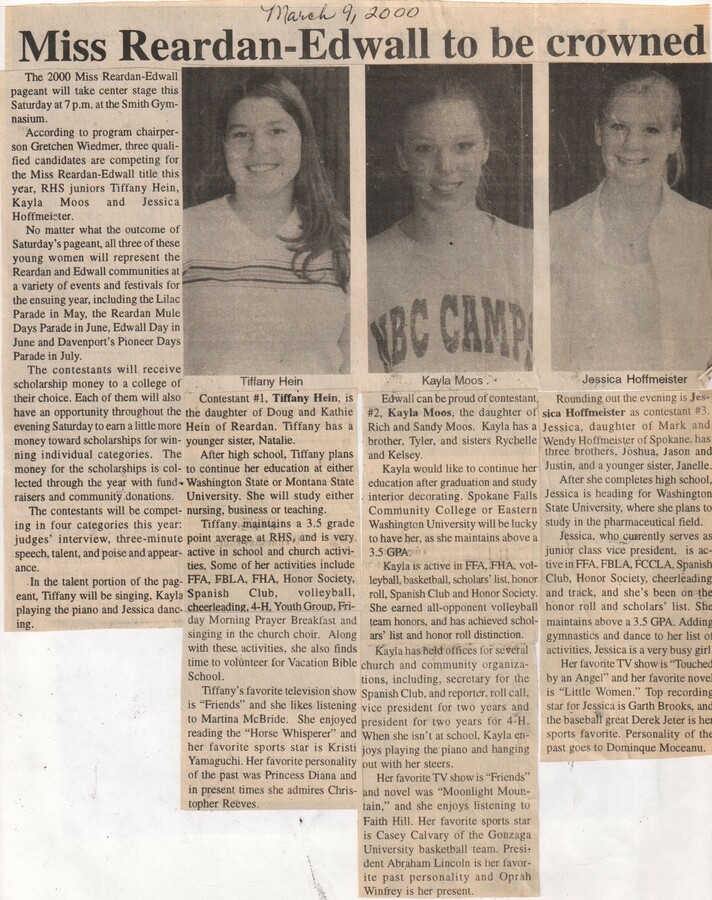 March 9, 2000
Miss Reardan-Edwall to be crowned
The 2000 Miss Reardan-Edwall
pageant will take center stage this
Saturday at 7 p.m. at the Smith Gym-
nasium.
According to program chairper-
son Gretchen Wiedmer, three quali-
fied candidates are competing for
the Miss Reardan-Edwall title this
year, RHS juniors Tiffany Hein,
Kayla Moos and Jessica
Hoffmeister.
No matter what the outcome of
Saturday's pageant, all three of these
young women will represent the
Reardan and Edwall communities at
a variety of events and festivals for
the ensuing year, including the Lilac
Parade in May, the Reardan Mule
Days Parade in June, Edwall Day in
June and Davenport's Pioneer Days
Parade in July.
The contestants will receive
scholarship money to a college of
their choice. Each of them will also
have an opportunity throughout the
evening Saturday to earn a little more
money toward scholarships for win-
ning individual categories. The
money for the scholarships is col-
lected through the year with fund-
raisers and community donations.
The contestants will be compet-
ing in four categories this year:
judges' interview, three-minute
speech, talent, and poise and appear-
ance.
In the talent portion of the pag-
eant, Tiffany will be singing, Kayla
playing the piano and Jessica danc-
ing.
Tiffany Hein
Contestant #1, Tiffany Hein, is
the daughter of Doug and Kathie
Hein of Reardan. Tiffany has a
younger sister, Natalie.
After high school, Tiffany plans
to continue her education at either
Washington State or Montana State
University. She will study either
nursing, business or teaching.
Tiffany maintains a 3.5 grade
point average at RHS, and is very
active in school and church activi-
ties. Some of her activities include
FFA, FBLA, FHA, Honor Society,
Spanish Club, volleyball,
cheerleading, 4-H, Youth Group, Fri-
day Morning Prayer Breakfast and
singing in the church choir. Along
with these activities, she also finds
time to volunteer for Vacation Bible
School.
Tiffany's favorite television show
is "Friends" and she likes listening
to Martina McBride. She enjoyed
reading the "Horse Whisperer" and
her favorite sports star is Kristi
Yamaguchi. Her favorite personality
of the past was Princess Diana and
in present times she admires Chris-
topher Reeves.
NBC CAMPS
Kayla Moos
Edwall can be proud of contestant
#2, Kayla Moos, the daughter of
Rich and Sandy Moos. Kayla has a
brother, Tyler, and sisters Rychelle
and Kelsey.
Kayla would like to continue her
education after graduation and study
interior decorating. Spokane Falls
Community College or Eastern
Washington University will be lucky
to have her, as she maintains above a
3.5 GPA.
Kayla is active in FFA, FHA, vol-
leyball, basketball, scholars' list, honor
roll, Spanish Club and Honor Society.
She earned all-opponent volleyball
team honors, and has achieved schol-
ars' list and honor roll distinction.
Kayla has held offices for several
church and community organiza-
tions, including, secretary for the
Spanish Club, and reporter, roll call,
vice president for two years and
president for two years for 4-H.
When she isn't at school, Kayla en-
joys playing the piano and hanging
out with her steers.
Her favorite TV show is "Friends"
and novel was "Moonlight Moun-
tain," and she enjoys listening to
Faith Hill. Her favorite sports star
is Casey Calvary of the Gonzaga
University basketball team. Presi-
dent Abraham Lincoln is her favor-
ite past personality and Oprah
Winfrey is her present.
Jessica Hoffmeister
Rounding out the evening is Jes-
sica Hoffmeister as contestant #3.
Jessica, daughter of Mark and
Wendy Hoffmeister of Spokane, has
three brothers, Joshua, Jason and
Justin, and a younger sister, Janelle.
After she completes high school,
Jessica is heading for Washington
State University, where she plans to
study in the pharmaceutical field.
Jessica, who currently serves as
junior class vice president, is ac-
tive in FFA, FBLA, FCCLA, Spanish
Club, Honor Society, cheerleading
and track, and she's been on the
honor roll and scholars' list. She
maintains above a 3.5 GPA. Adding
gymnastics and dance to her list of
activities, Jessica is a very busy girl
Her favorite TV show is "Touched
by an Angel" and her favorite novel
is "Little Women." Top recording
star for Jessica is Garth Brooks, and
the baseball great Derek Jeter is her
sports favorite. Personality of the
past goes to Dominque Moceanu.